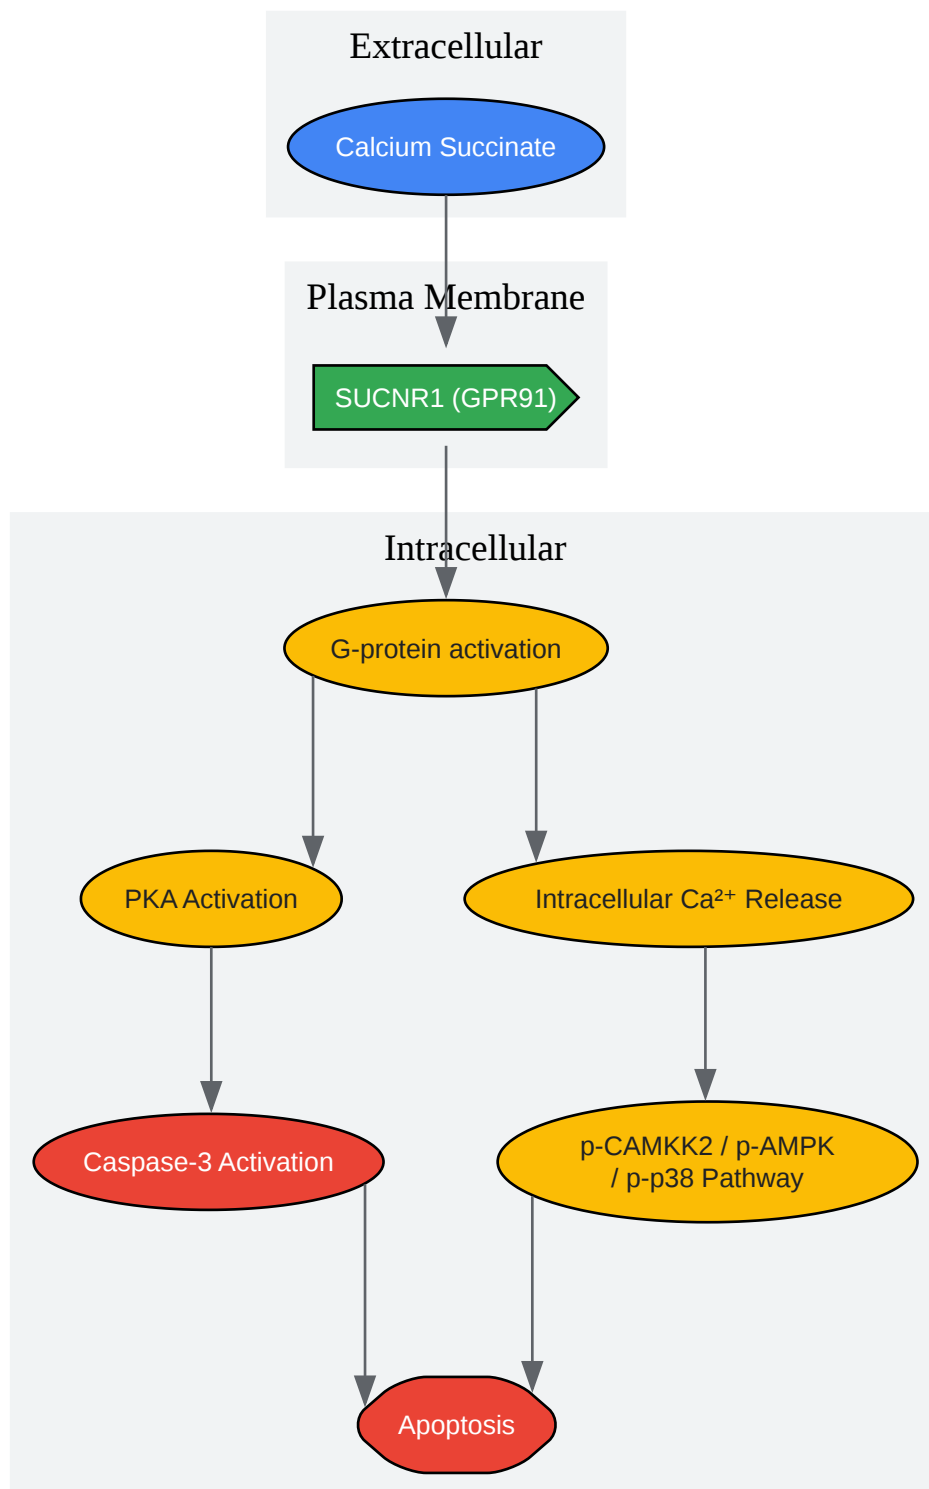 Extracellular
Calcium Succinate
Plasma Membrane
SUCNR1 (GPR91)
Intracellular
G-protein activation
PKA Activation
Intracellular Ca²⁺ Release
Caspase-3 Activation
p-CAMKK2 / p-AMPK
/ p-p38 Pathway
Apoptosis